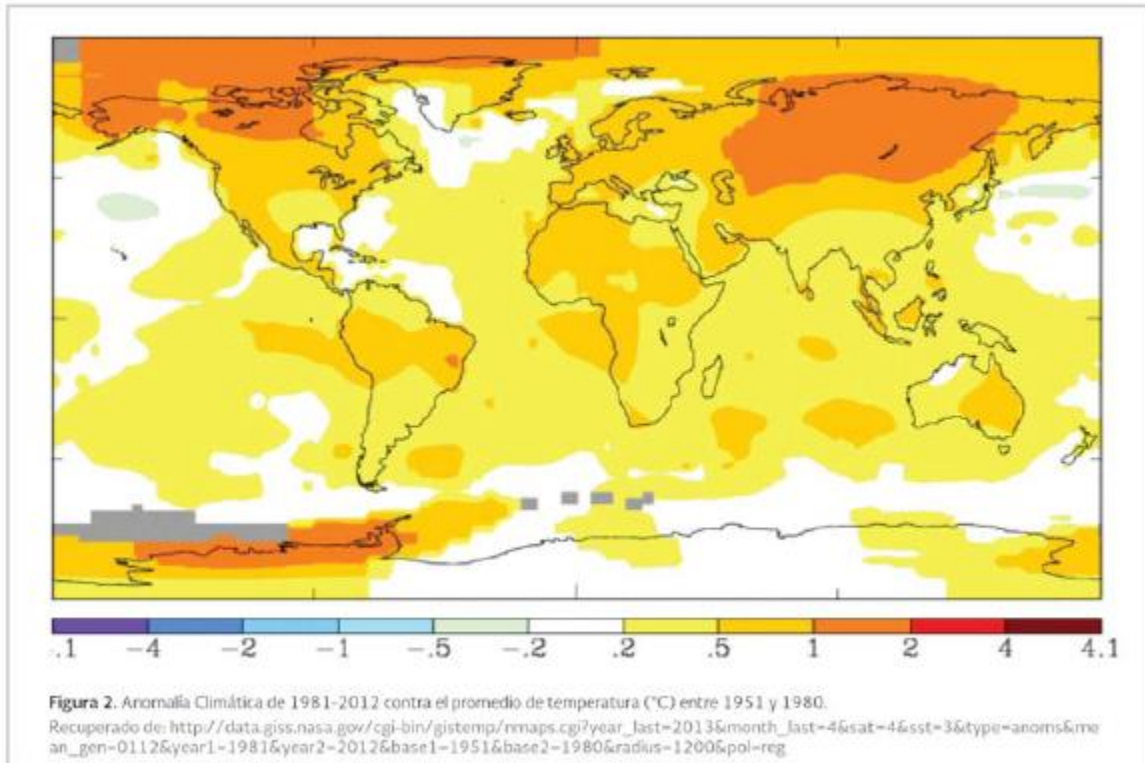 .1 -4 -2 -1 -.5 -.2 .2 .5 1 2 4 4.1
Figura 2. Anomalía Climática de 1981-2012 contra el promedio de temperatura (°C) entre 1951 y 1980.
Recuperado de: http://data.giss.nasa.gov/cgi-bin/gistemp/nmaps.cgi?year_last=2013&month_last=4&sat=4&sst=3&type=anoms&me
an_gen=0112&year1=1981&year2=2012&base1=1951&base2=1980&radius=1200&pol=reg